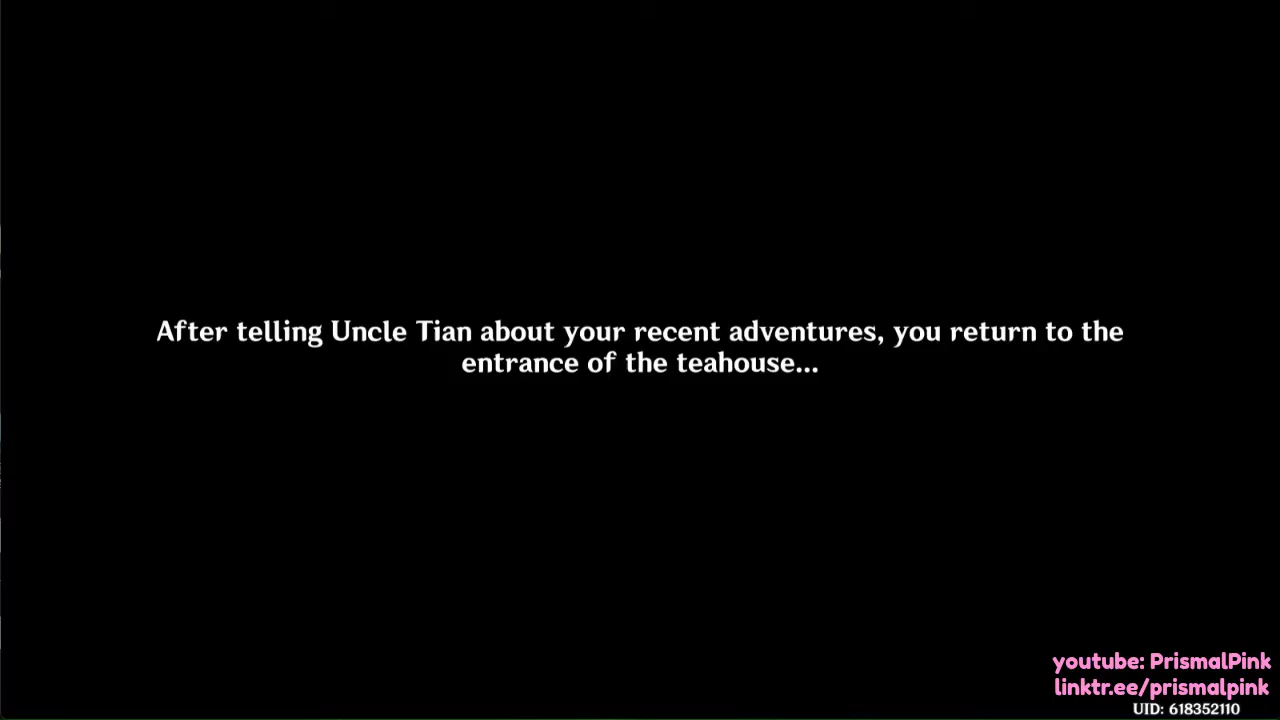 After telling Uncle Tian about your recent adventures, you return to the
entrance of the teahouse...
youtube: PrismalPink
linktr.ee/prismalpink
UID: 618352110